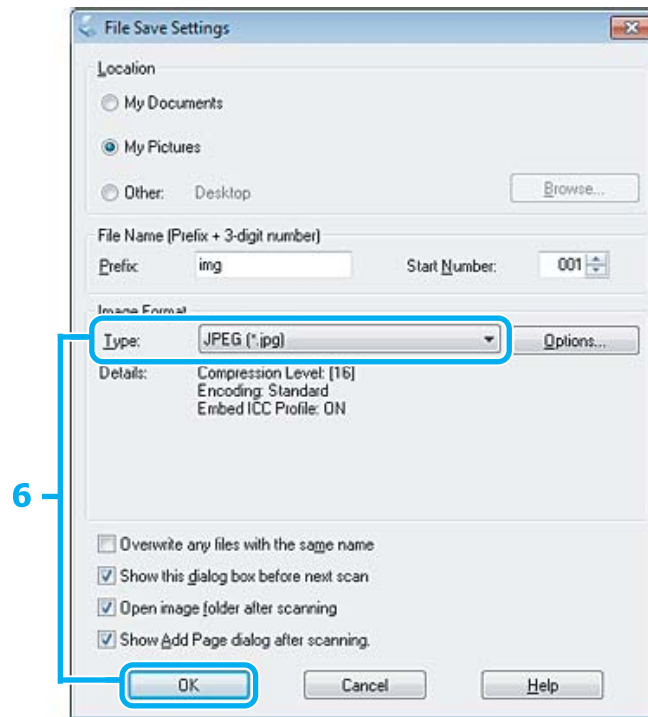 File Save Settings
Location
My Documents
My Pictures
Other: Desktop Browse...
File Name (Prefix + 3-digit number)
Prefix img Start Number: 001
Image Format
Type: JPEG (*.jpg) Options...
Details: Compression Level: [16]
Encoding: Standard
Embed ICC Profile: ON
6
Overwrite any files with the same name
Show this dialog box before next scan
Open image folder after scanning
Show Add Page dialog after scanning.
OK Cancel Help